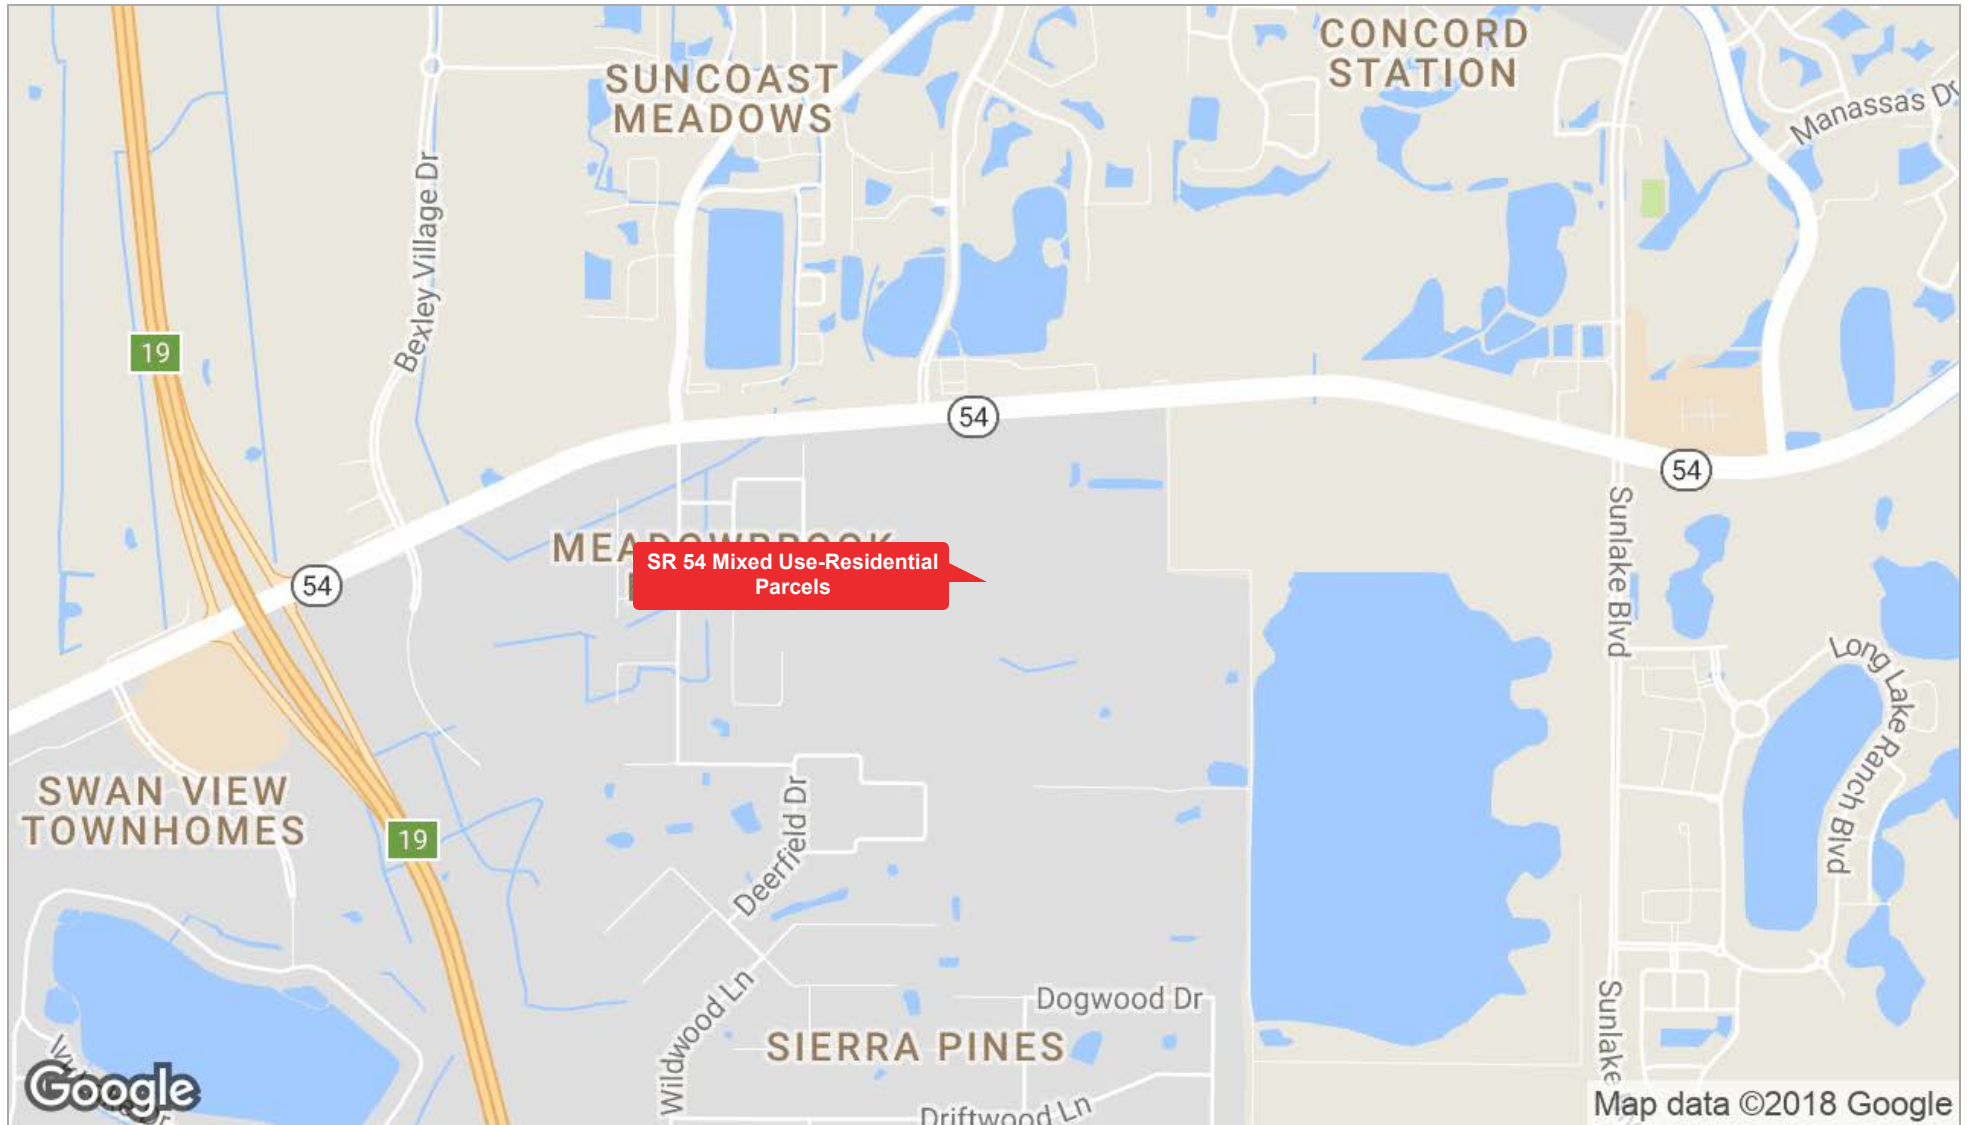 CONCORD
STATION
SUNCOAST
MEADOWS
Manassas Dr
Bexley Village Dr
19
54
54
Sunlake Blvd
MEADOWBROOK
SR 54 Mixed Use-Residential
Parcels
54
Long Lake Ranch Blvd
SWAN VIEW
TOWNHOMES
19
Deerfield Dr
Wildwood Ln
Dogwood Dr
SIERRA PINES
Sunlake
Driftwood Ln
Dr
Google
Map data ©2018 Google